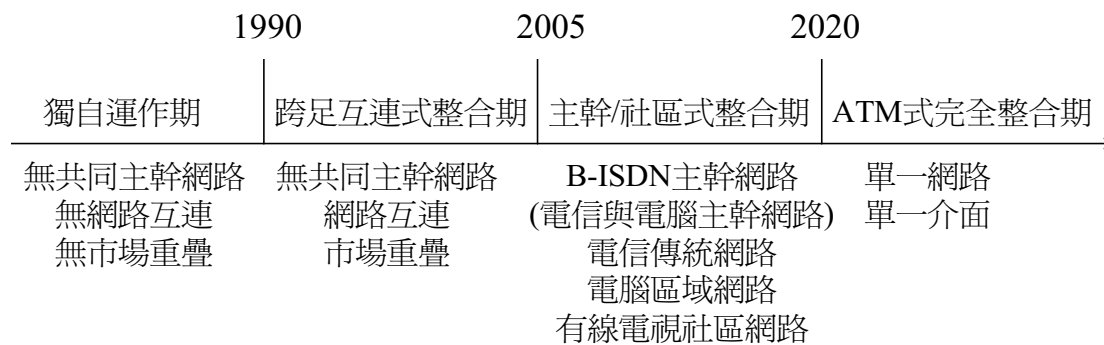 1990 2005 2020
獨自運作期 跨足互連式整合期 主幹/社區式整合期 ATM式完全整合期
無共同主幹網路 無共同主幹網路 B-ISDN主幹網路 單一網路
無網路互連 網路互連 (電信與電腦主幹網路) 單一介面
無市場重疊 市場重疊 電信傳統網路
電腦區域網路
有線電視社區網路